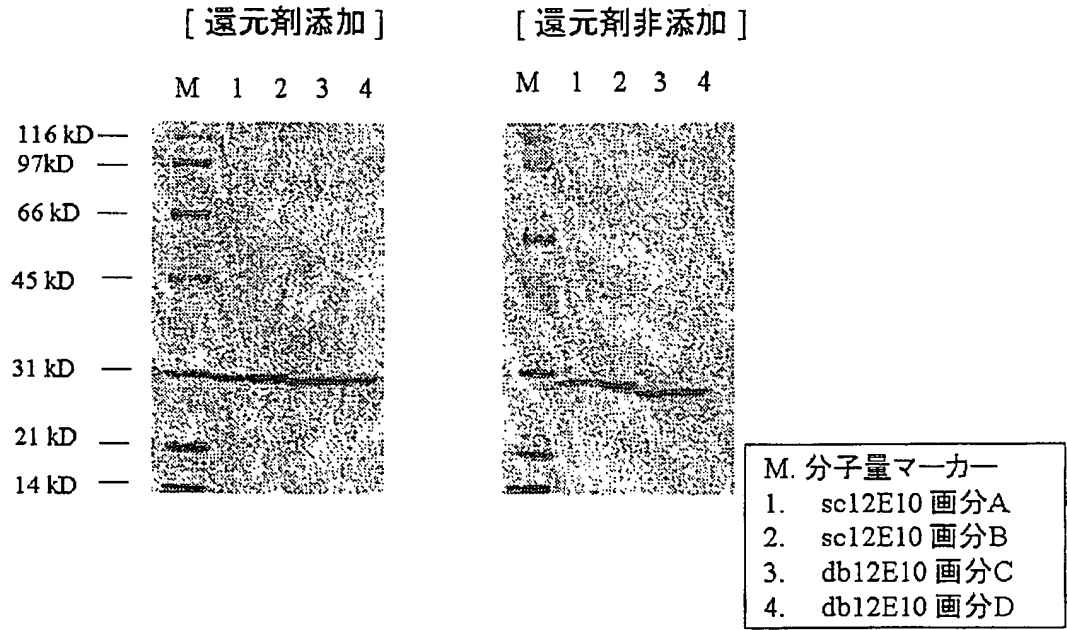 [ 還元剤添加 ]
[ 還元剤非添加 ]
M 1 2 3 4
M 1 2 3 4
116 kD
97kD
66 kD
45 kD
31 kD
21 kD
14 kD
M. 分子量マーカー
1. sc12E10 画分A
2. sc12E10 画分B
3. db12E10 画分C
4. db12E10 画分D